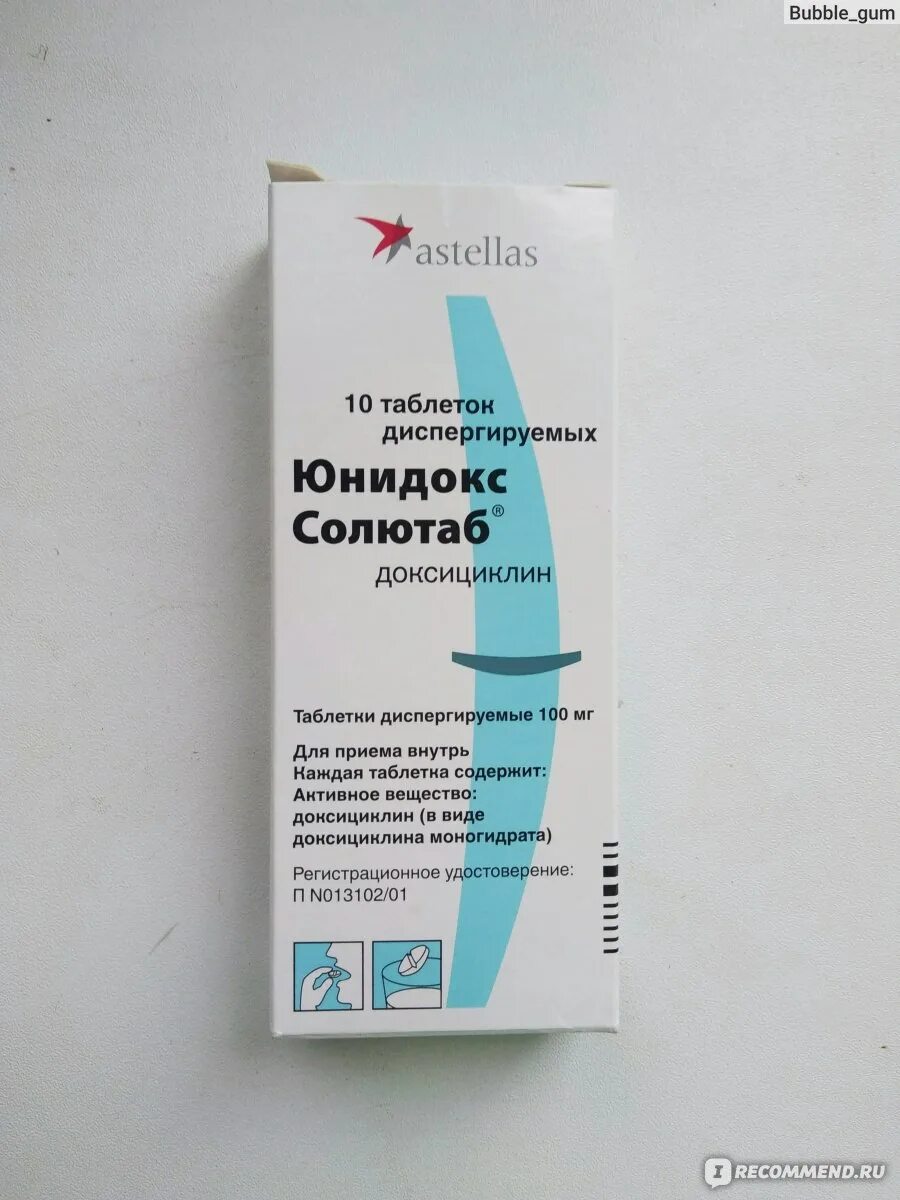 Bubble_gum
astellas
10 таблеток
диспергируемых
Юнидокс
Солютаб®
доксициклин
Таблетки диспергируемые 100 мг
Для приема внутрь
Каждая таблетка содержит:
Активное вещество:
доксициклин (в виде
доксициклина моногидрата)
Регистрационное удостоверение:
П N013102/01
IRECOMMEND.RU